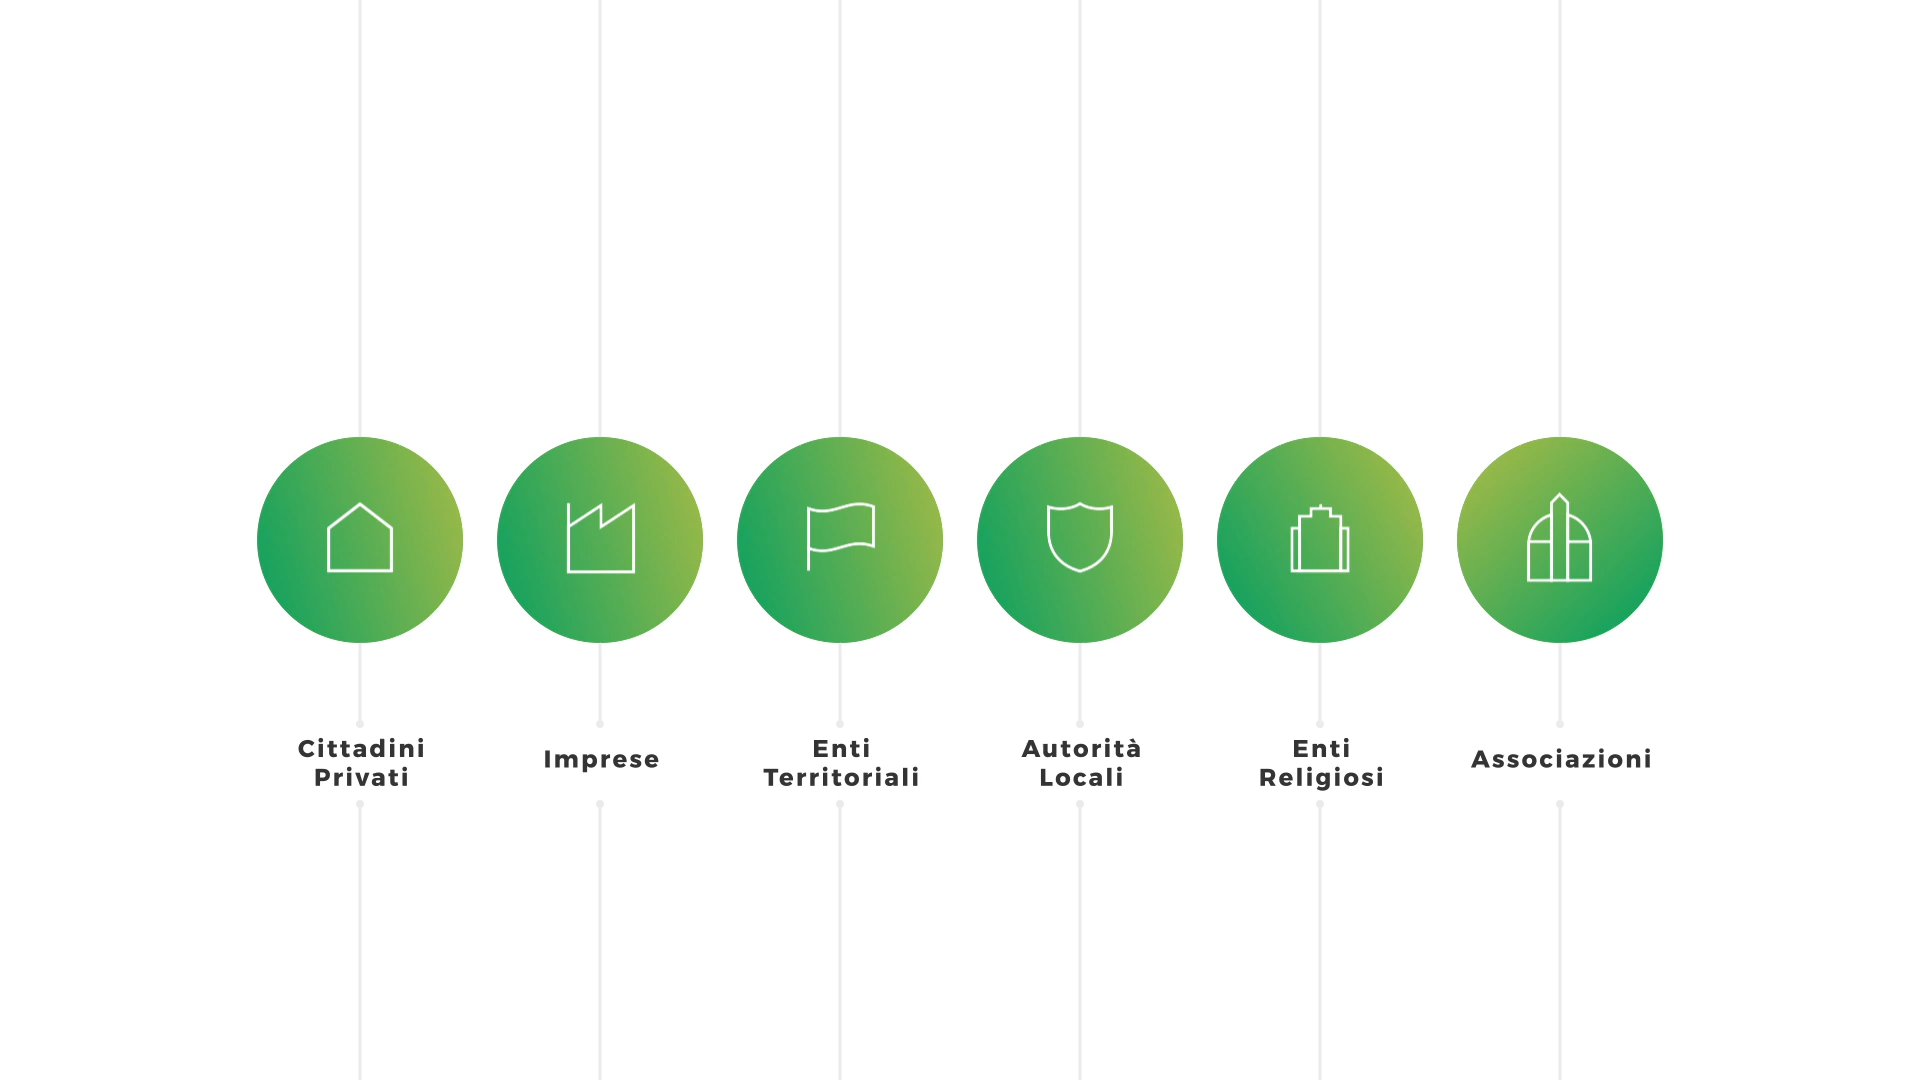 Cittadini
Privati
Imprese
Enti
Territoriali
Autorità
Locali
Enti
Religiosi
Associazioni